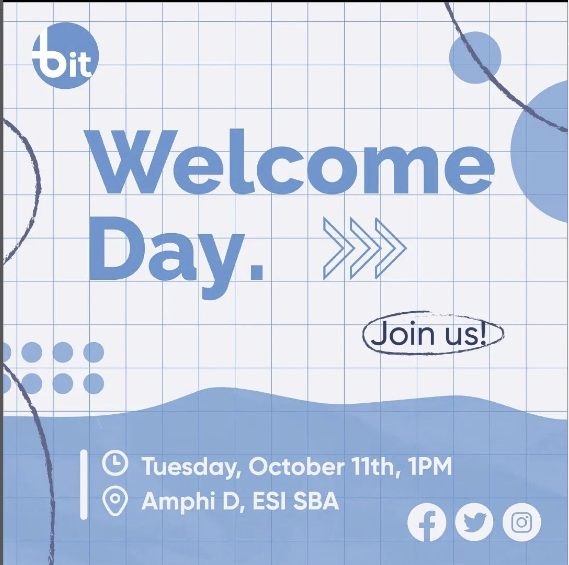 bit
Welcome
Day.
Join us!
Tuesday, October 11th, 1PM
Amphi D, ESI SBA